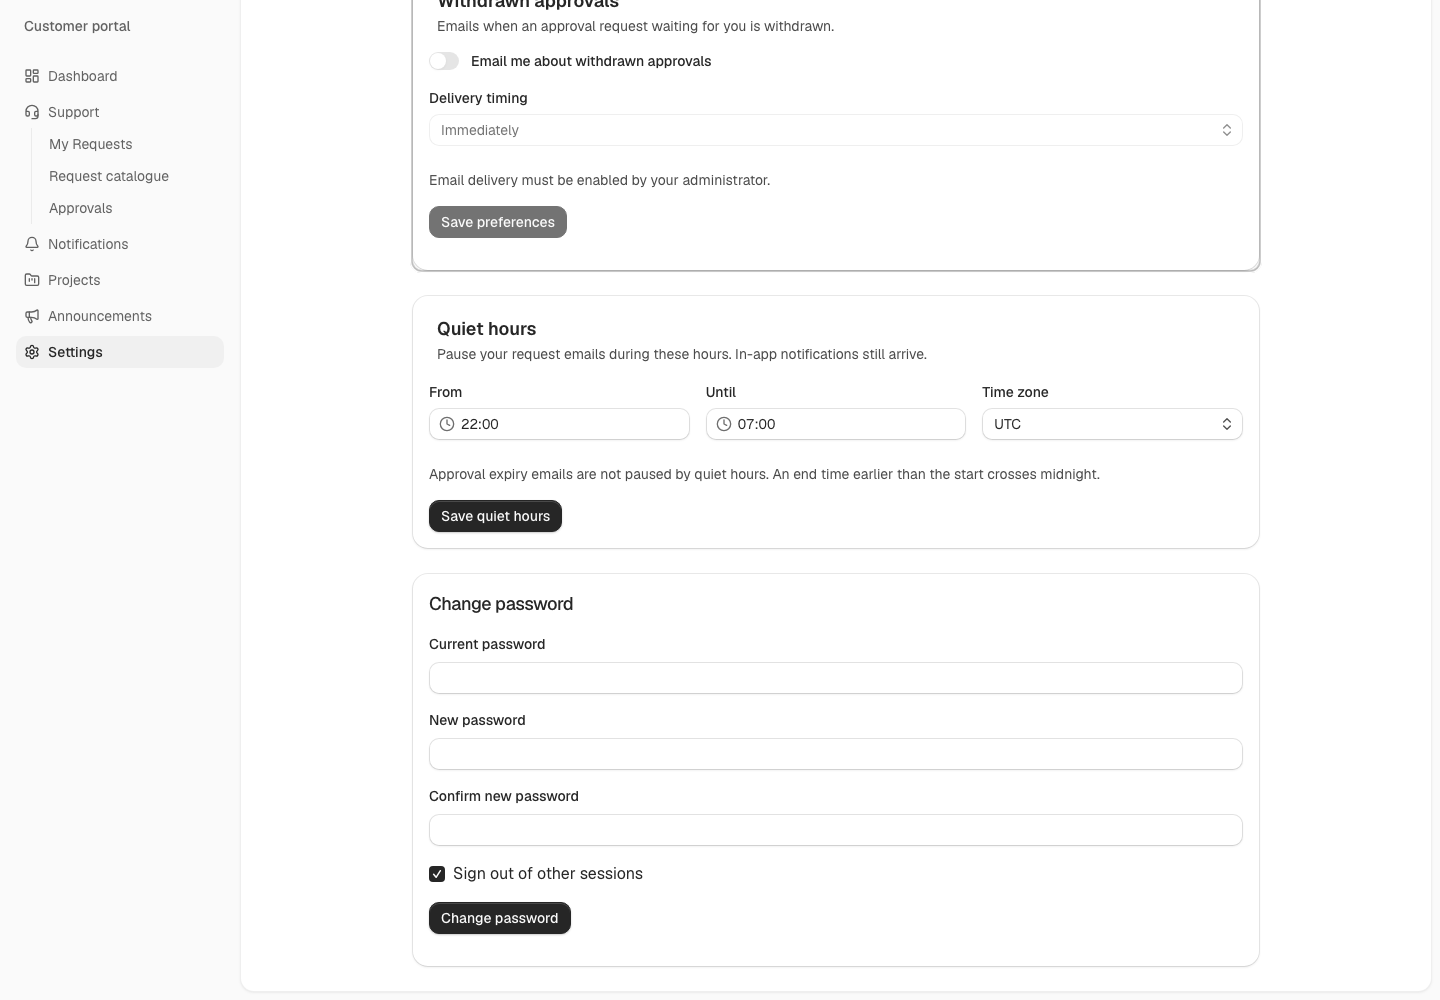 Customer portal
Dashboard
Support
My Requests
Request catalogue
Approvals
Notifications
Projects
Announcements
Settings
Withdrawn approvals
Emails when an approval request waiting for you is withdrawn.
Email me about withdrawn approvals
Delivery timing
Immediately
Email delivery must be enabled by your administrator.
Save preferences
Quiet hours
Pause your request emails during these hours. In-app notifications still arrive.
From
Until
Time zone
22:00
07:00
UTC
Approval expiry emails are not paused by quiet hours. An end time earlier than the start crosses midnight.
Save quiet hours
Change password
Current password
New password
Confirm new password
Sign out of other sessions
Change password